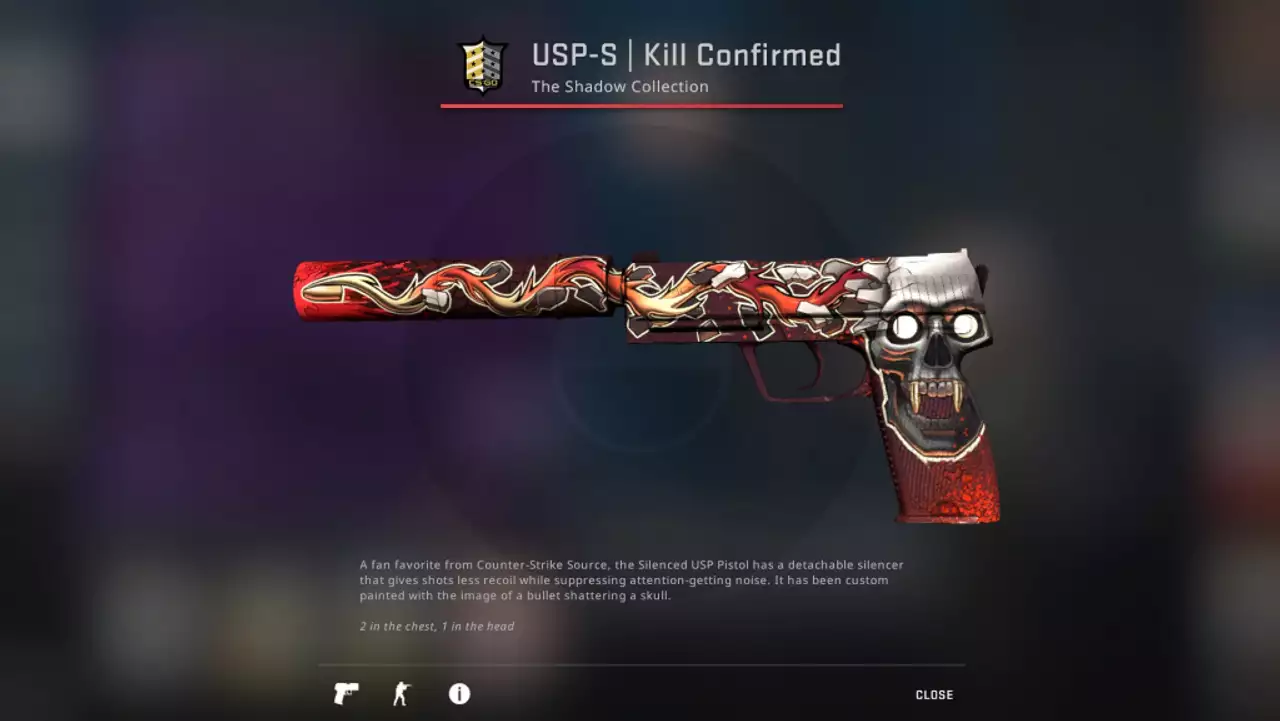 CS GO
USP-S | Kill Confirmed
The Shadow Collection
A fan favorite from Counter-Strike Source, the Silenced USP Pistol has a detachable silencer
that gives shots less recoil while suppressing attention-getting noise. It has been custom
painted with the image of a bullet shattering a skull.
2 in the chest, 1 in the head
CLOSE